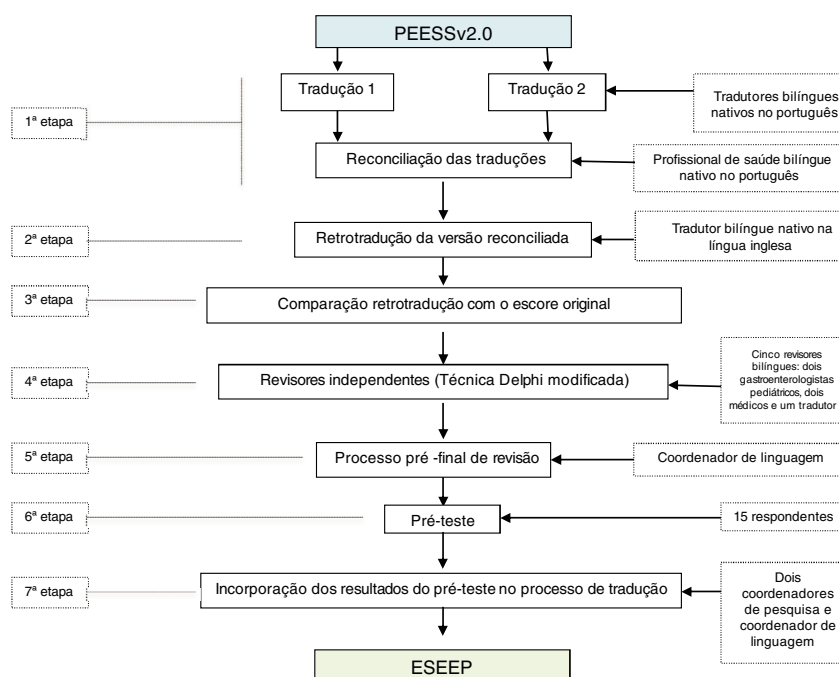 PEESSv2.0
Tradução 1
Tradução 2
Tradutores bilíngues
nativos no português
1ª etapa
Reconciliação das traduções
Profissional de saúde bilíngue
nativo no português
2ª etapa
Retrotradução da versão reconciliada
Tradutor bilíngue nativo na
língua inglesa
3ª etapa
Comparação retrotradução com o escore original
4ª etapa
Revisores independentes (Técnica Delphi modificada)
Cinco revisores
bilíngues: dois
gastroenterologistas
pediátricos, dois
médicos e um tradutor
5ª etapa
Processo pré -final de revisão
Coordenador de linguagem
6ª etapa
Pré-teste
15 respondentes
7ª etapa
Incorporação dos resultados do pré-teste no processo de tradução
Dois
coordenadores
de pesquisa e
coordenador de
linguagem
ESEEP